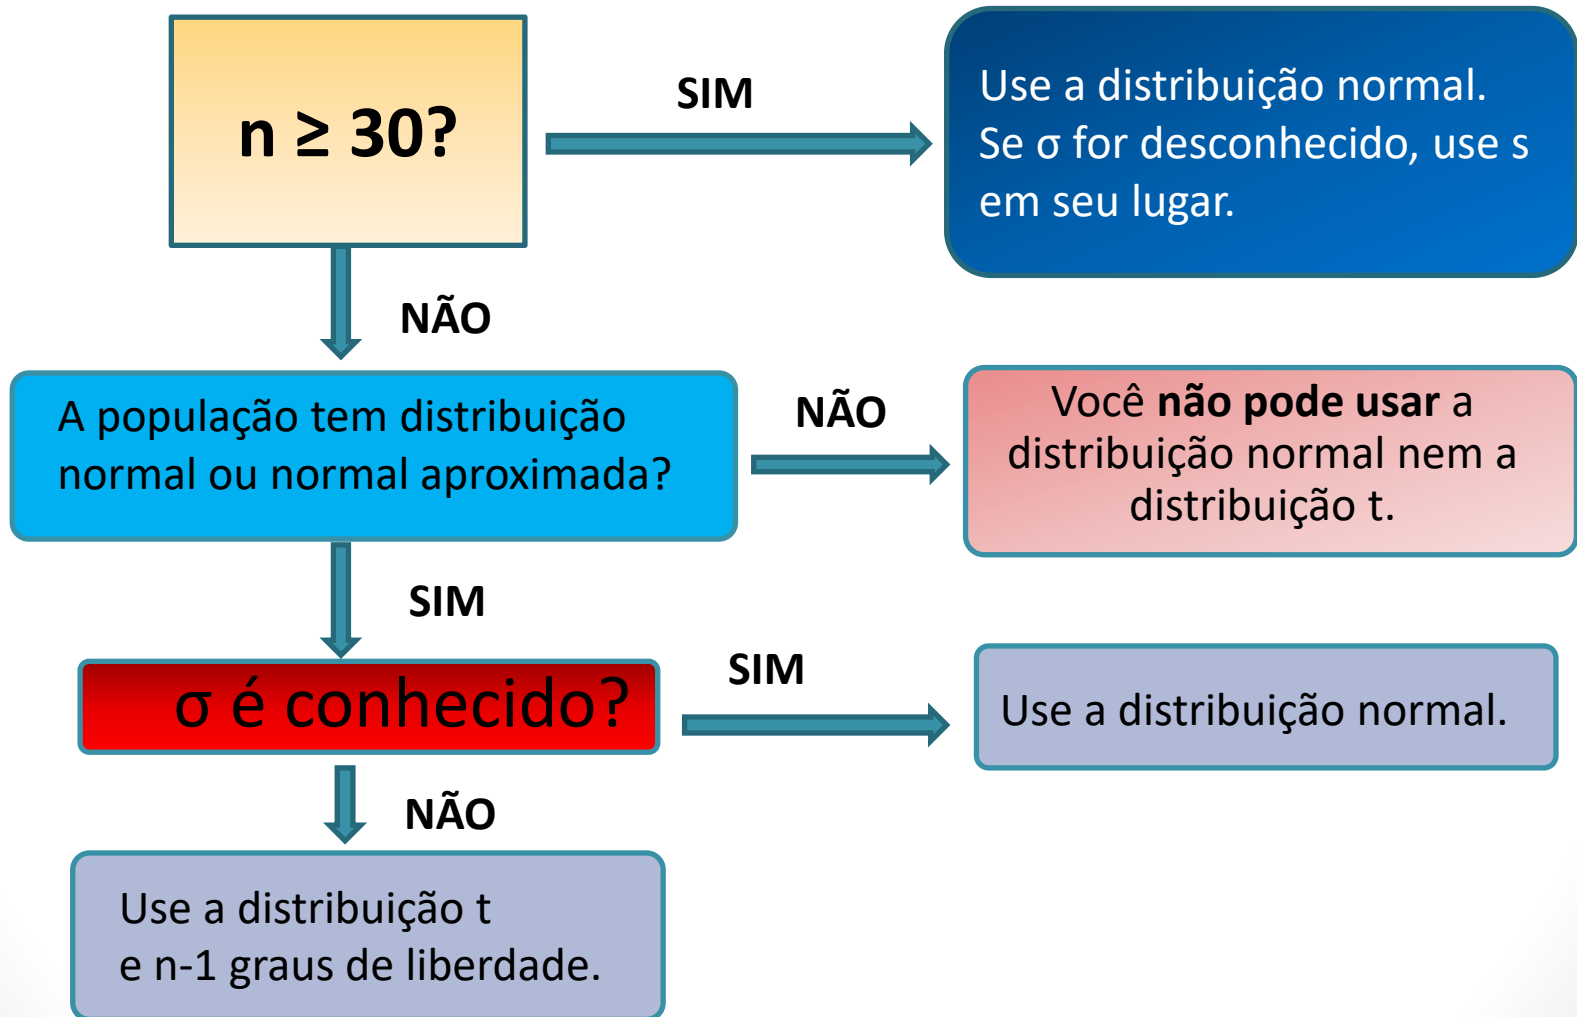 n ≥ 30?
SIM
Use a distribuição normal.
Se σ for desconhecido, use s
em seu lugar.
NÃO
A população tem distribuição
normal ou normal aproximada?
NÃO
Você não pode usar a
distribuição normal nem a
distribuição t.
SIM
σ é conhecido?
SIM
Use a distribuição normal.
NÃO
Use a distribuição t
e n-1 graus de liberdade.